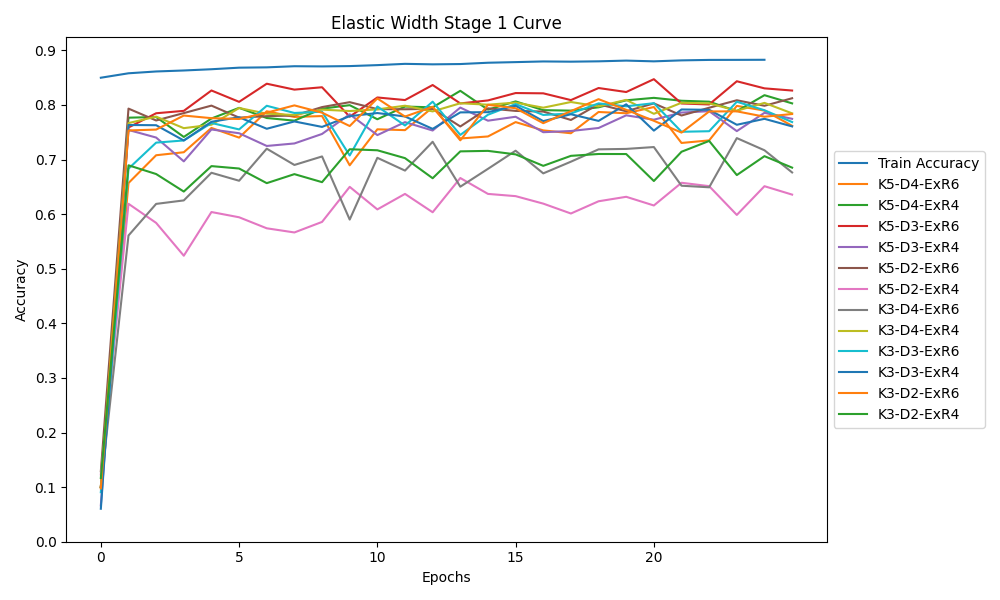 Elastic Width Stage 1 Curve
Accuracy
0.9
0.8
0.7
0.6
0.5
0.4
0.3
0.2
0.1
0.0
0 5 10 15 20
Epochs
Train Accuracy
K5-D4-ExR6
K5-D4-ExR4
K5-D3-ExR6
K5-D3-ExR4
K5-D2-ExR6
K5-D2-ExR4
K3-D4-ExR6
K3-D4-ExR4
K3-D3-ExR6
K3-D3-ExR4
K3-D2-ExR6
K3-D2-ExR4